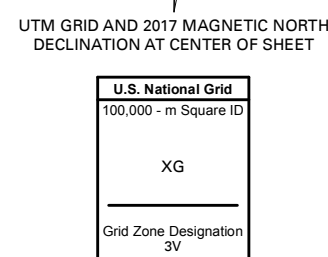 UTM GRID AND 2017 MAGNETIC NORTH
DECLINATION AT CENTER OF SHEET
U.S. National Grid
100,000 - m Square ID
XG
Grid Zone Designation
3V